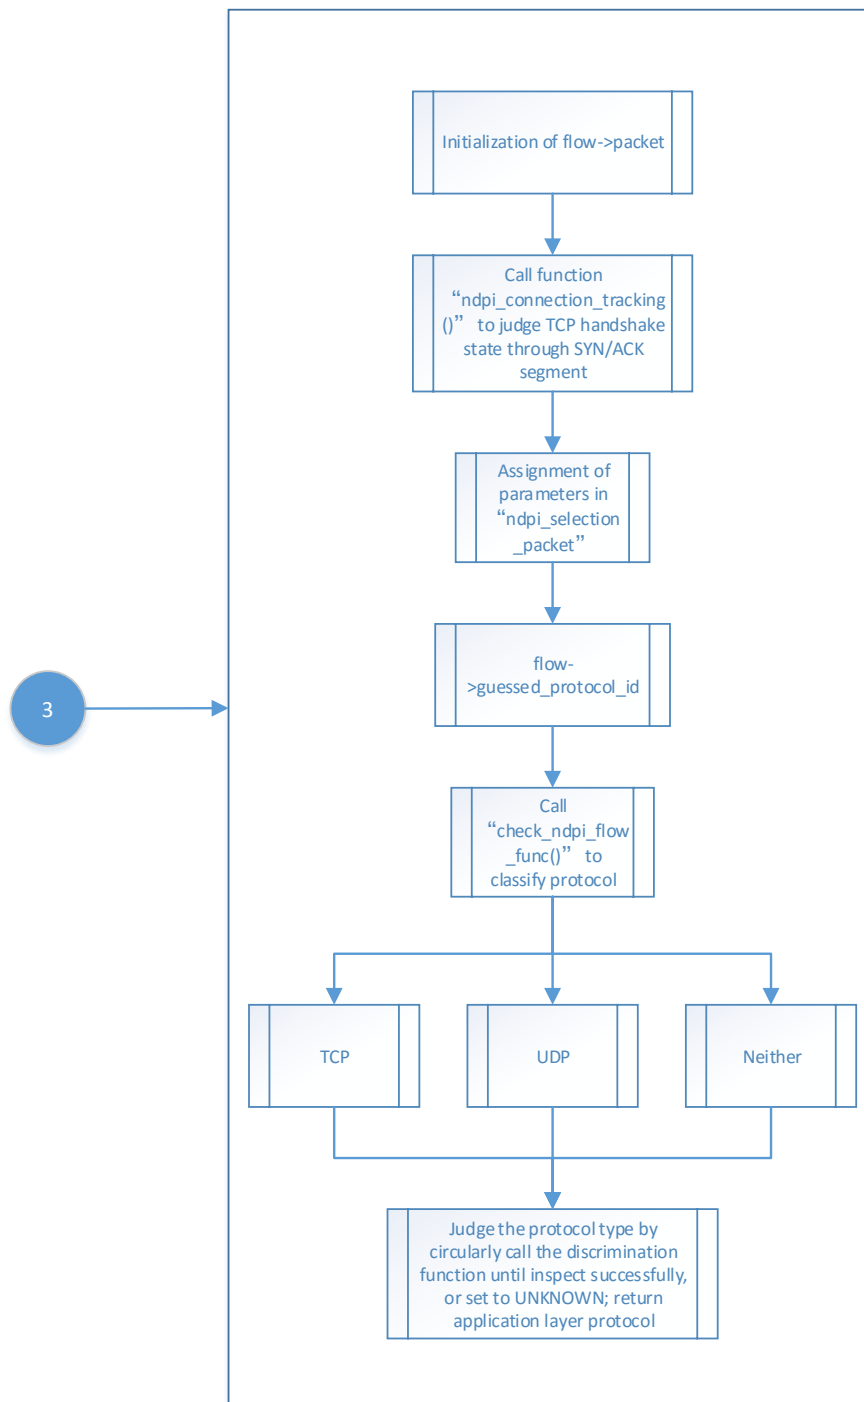 Initialization of flow->packet
Call function
“ndpi_connection_tracking
()” to judge TCP handshake
state through SYN/ACK
segment
Assignment of
parameters in
“ndpi_selection
_packet”
flow-
>guessed_protocol_id
3
Call
“check_ndpi_flow
_func()” to
classify protocol
TCP
UDP
Neither
Judge the protocol type by
circularly call the discrimination
function until inspect successfully,
or set to UNKNOWN; return
application layer protocol